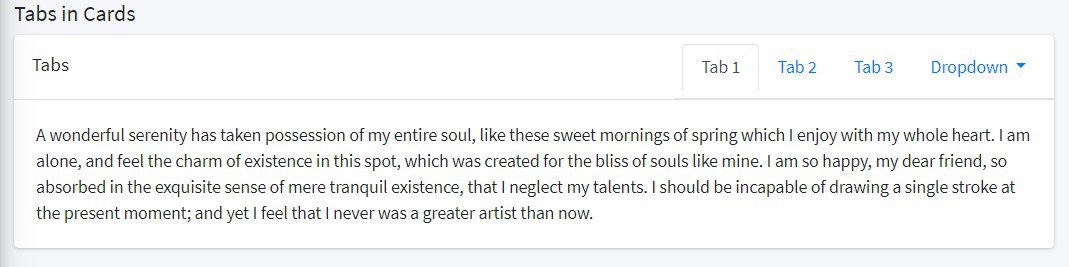 Tabs in Cards
Tabs
Tab 1
Tab 2
Tab 3
Dropdown
A wonderful serenity has taken possession of my entire soul, like these sweet mornings of spring which I enjoy with my whole heart. I am
alone, and feel the charm of existence in this spot, which was created for the bliss of souls like mine. I am so happy, my dear friend, so
absorbed in the exquisite sense of mere tranquil existence, that I neglect my talents. I should be incapable of drawing a single stroke at
the present moment; and yet I feel that I never was a greater artist than now.